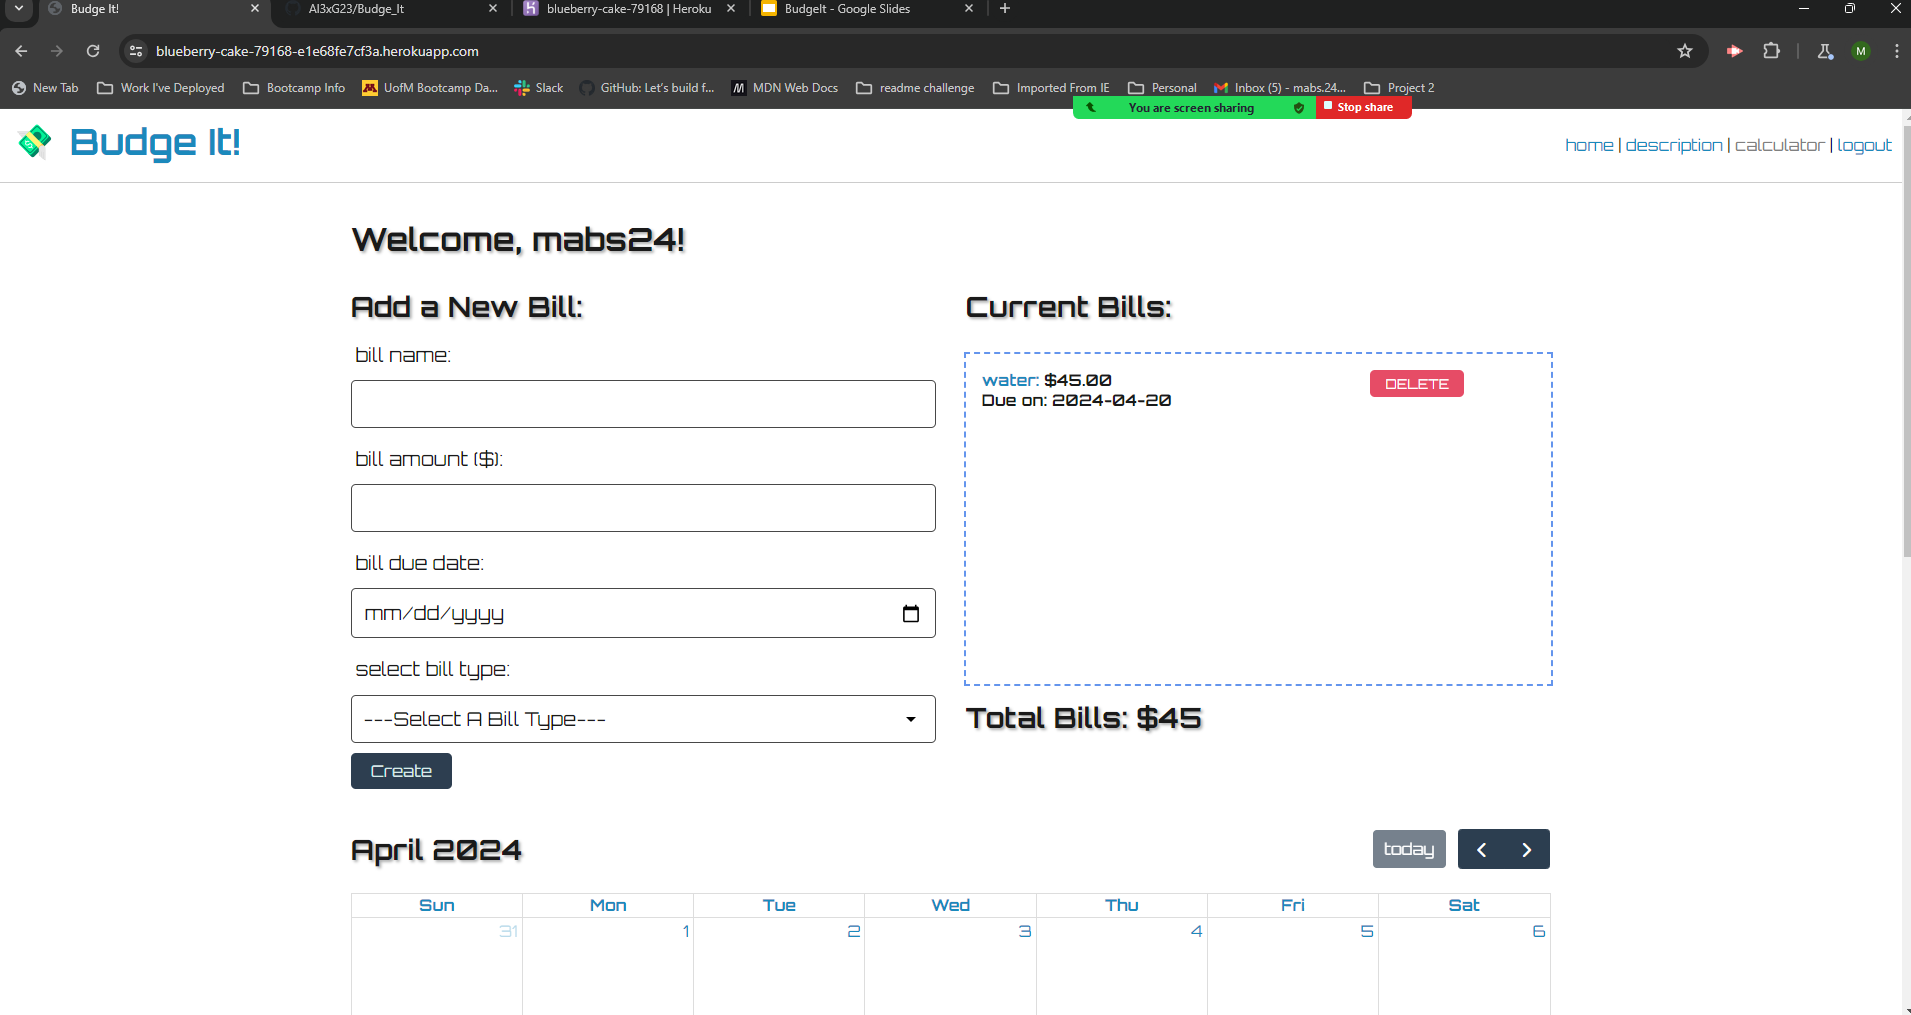 Budge It!
Al3xG23/Budge_It
blueberry-cake-79168 | Heroku
BudgeIt - Google Slides
blueberry-cake-79168-e1e68fe7cf3a.herokuapp.com
M
New Tab
Work I've Deployed
Bootcamp Info
UofM Bootcamp Da...
Slack
GitHub: Let's build f...
MDN Web Docs
readme challenge
Imported From IE
Personal
Inbox (5) - mabs.24...
Project 2
You are screen sharing
Stop share
Budge It!
home | description | calculator | logout
Welcome, mabs24!
Add a New Bill:
bill name:
bill amount ($):
bill due date:
mm/dd/yyyy
select bill type:
---Select A Bill Type---
Create
Current Bills:
water: $45.00
DELETE
Due on: 2024-04-20
Total Bills: $45
April 2024
today
Sun Mon Tue Wed Thu Fri Sat
31 1 2 3 4 5 6